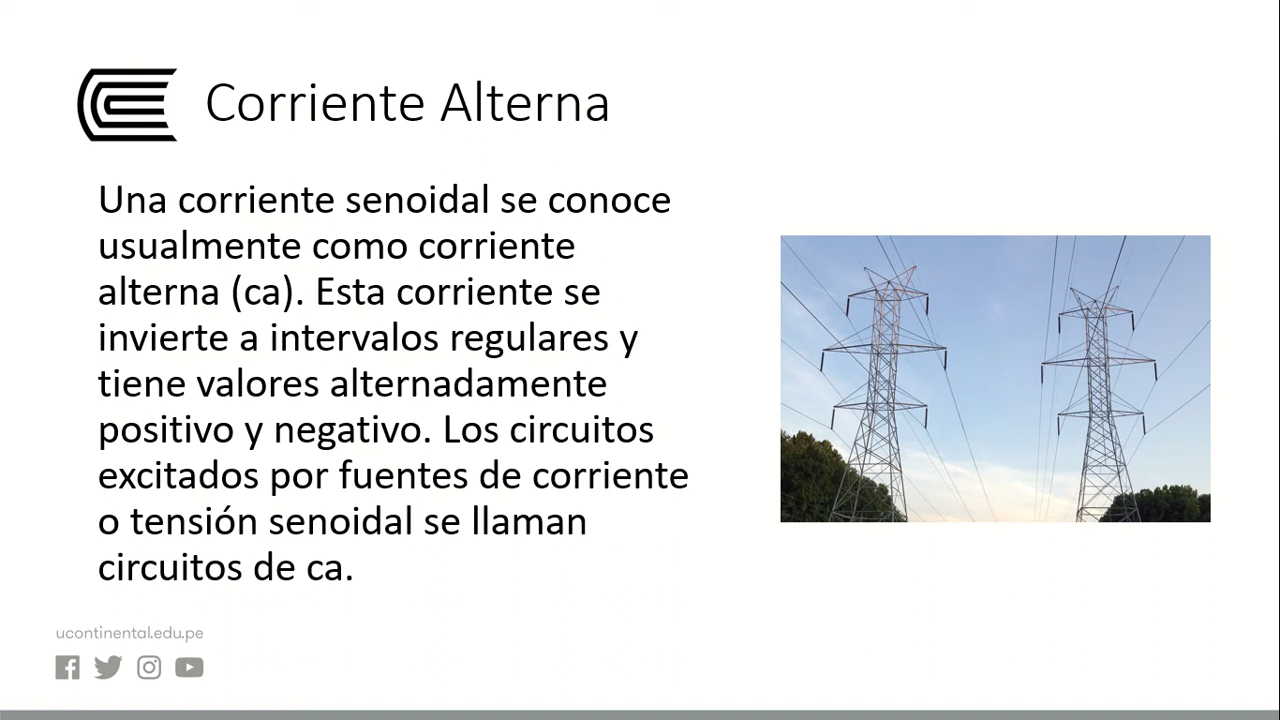 Corriente Alterna
Una corriente senoidal se conoce
usualmente como corriente
alterna (ca). Esta corriente se
invierte a intervalos regulares y
tiene valores alternadamente
positivo y negativo. Los circuitos
excitados por fuentes de corriente
o tensión senoidal se llaman
circuitos de ca.
ucontinental.edu.pe